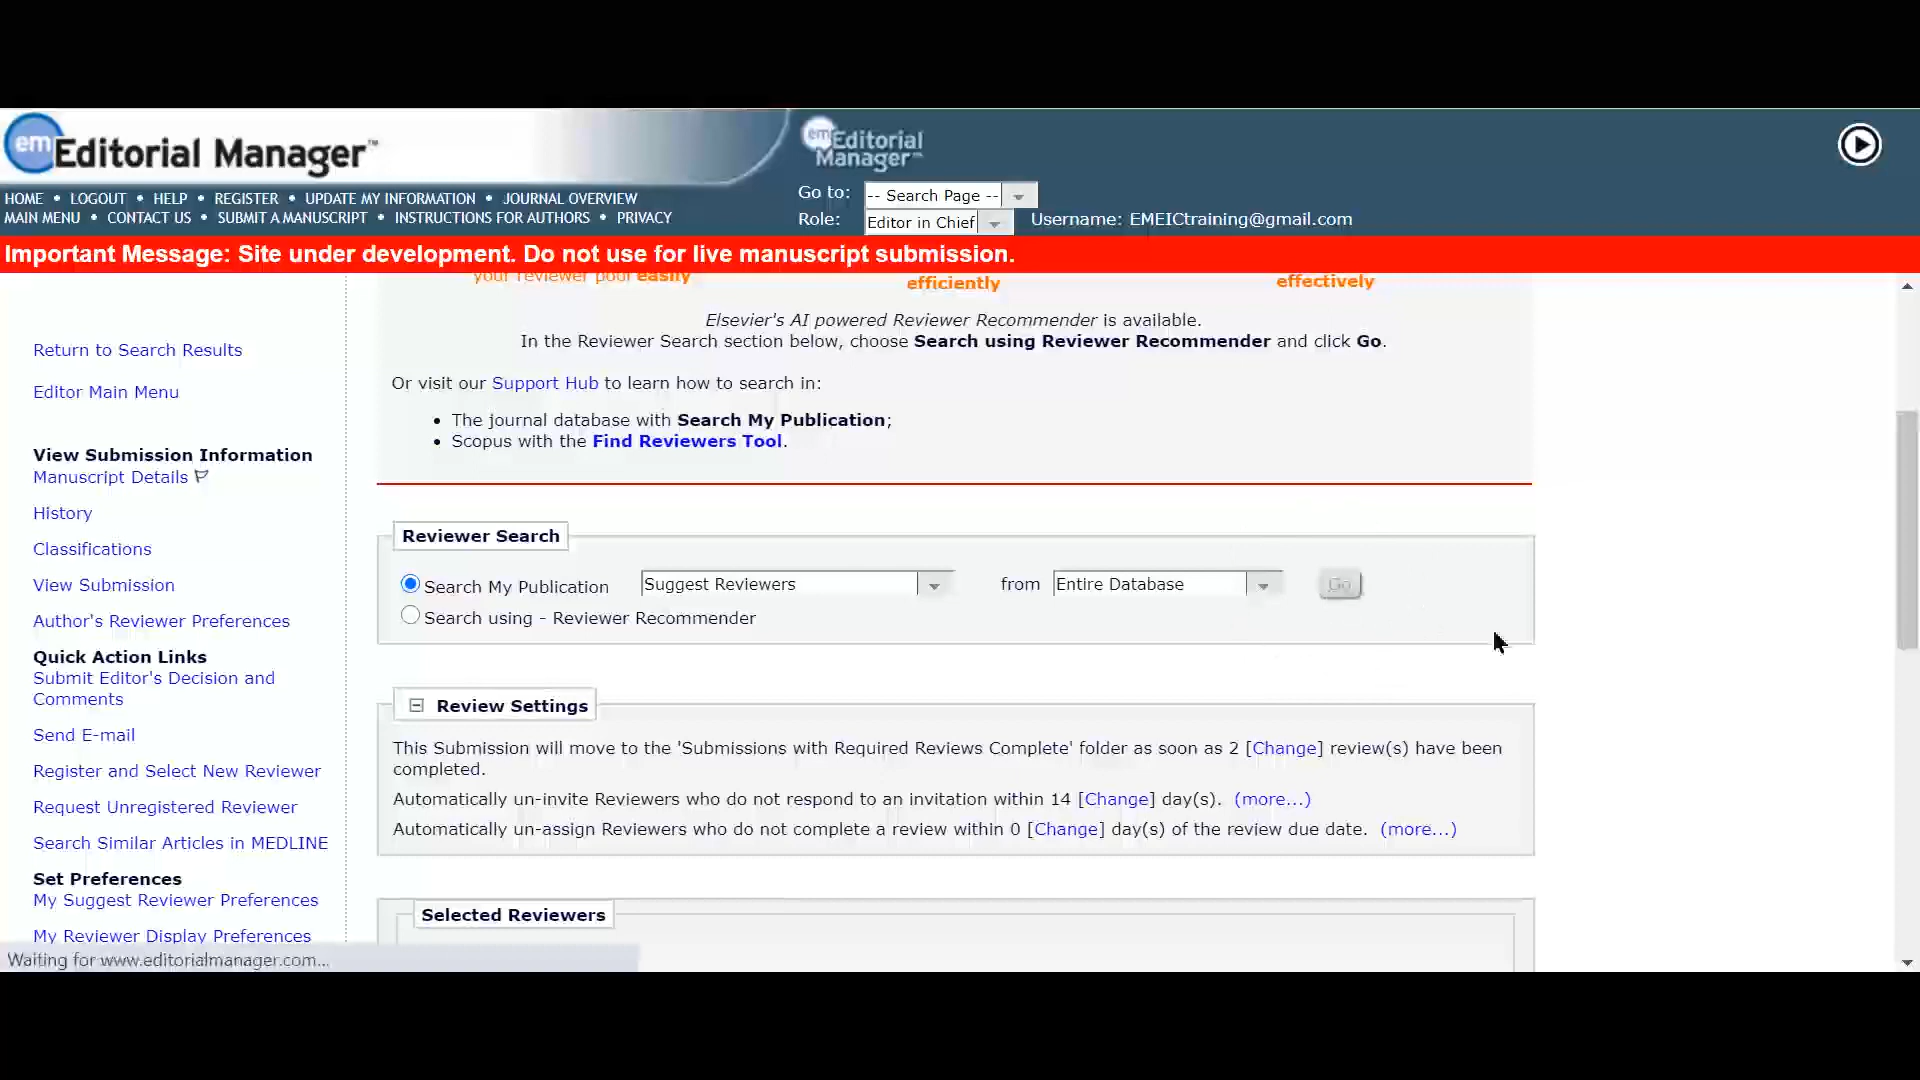 em Editorial Manager™
em Editorial Manager™
HOME • LOGOUT • HELP • REGISTER • UPDATE MY INFORMATION • JOURNAL OVERVIEW
MAIN MENU • CONTACT US • SUBMIT A MANUSCRIPT • INSTRUCTIONS FOR AUTHORS • PRIVACY
Go to: -- Search Page --
Role: Editor in Chief Username: EMEICtraining@gmail.com
Important Message: Site under development. Do not use for live manuscript submission.
Return to Search Results
Editor Main Menu
View Submission Information
Manuscript Details
History
Classifications
View Submission
Author's Reviewer Preferences
Quick Action Links
Submit Editor's Decision and
Comments
Send E-mail
Register and Select New Reviewer
Request Unregistered Reviewer
Search Similar Articles in MEDLINE
Set Preferences
My Suggest Reviewer Preferences
My Reviewer Display Preferences
your reviewer pool easily
efficiently
effectively
Elsevier's AI powered Reviewer Recommender is available.
In the Reviewer Search section below, choose Search using Reviewer Recommender and click Go.
Or visit our Support Hub to learn how to search in:
• The journal database with Search My Publication;
• Scopus with the Find Reviewers Tool.
Reviewer Search
Search My Publication Suggest Reviewers from Entire Database Go
Search using - Reviewer Recommender
Review Settings
This Submission will move to the 'Submissions with Required Reviews Complete' folder as soon as 2 [Change] review(s) have been
completed.
Automatically un-invite Reviewers who do not respond to an invitation within 14 [Change] day(s). (more...)
Automatically un-assign Reviewers who do not complete a review within 0 [Change] day(s) of the review due date. (more...)
Selected Reviewers
Waiting for www.editorialmanager.com...